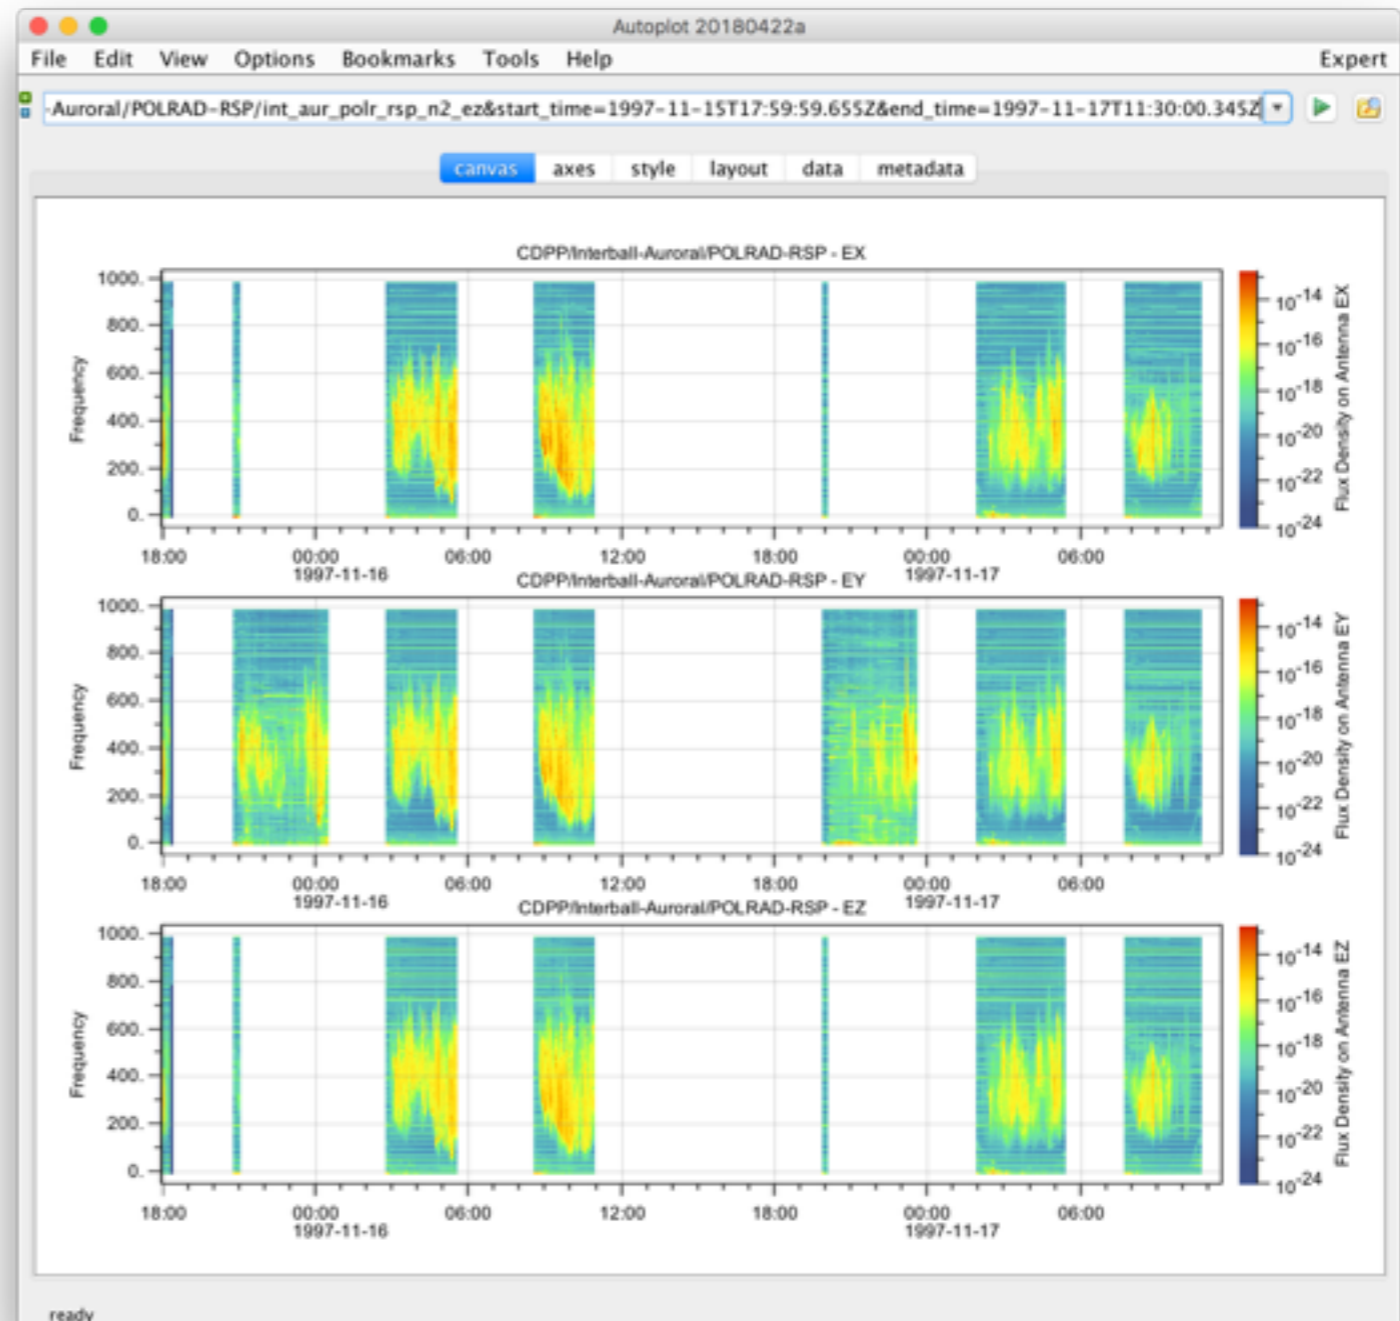 Autoplot 20180422a
File Edit View Options Bookmarks Tools Help Expert
-Auroral/POLRAD-RSP/int_aur_polr_rsp_n2_ez&start_time=1997-11-15T17:59:59.655Z&end_time=1997-11-17T11:30:00.345Z
canvas axes style layout data metadata
CDPP/Interball-Auroral/POLRAD-RSP - EX
1000.
800.
600.
400.
200.
0.
Frequency
18:00 00:00 06:00 12:00 18:00 00:00 06:00
1997-11-16 1997-11-17
10-14
10-16
10-18
10-20
10-22
10-24
Flux Density on Antenna EX
CDPP/Interball-Auroral/POLRAD-RSP - EY
1000.
800.
600.
400.
200.
0.
Frequency
18:00 00:00 06:00 12:00 18:00 00:00 06:00
1997-11-16 1997-11-17
10-14
10-16
10-18
10-20
10-22
10-24
Flux Density on Antenna EY
CDPP/Interball-Auroral/POLRAD-RSP - EZ
1000.
800.
600.
400.
200.
0.
Frequency
18:00 00:00 06:00 12:00 18:00 00:00 06:00
1997-11-16 1997-11-17
10-14
10-16
10-18
10-20
10-22
10-24
Flux Density on Antenna EZ
ready